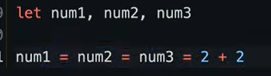 let num1, num2, num3
num1 = num2 = num3 = 2 + 2